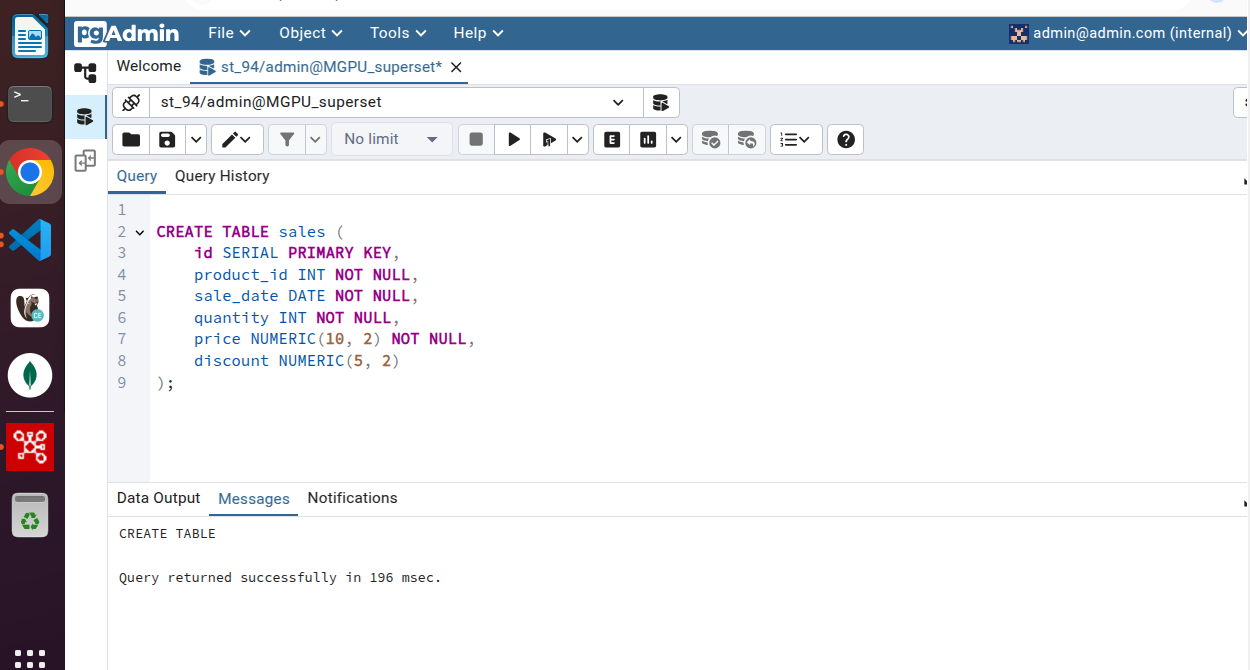 pgAdmin File Object Tools Help admin@admin.com (internal)
Welcome st_94/admin@MGPU_superset*
st_94/admin@MGPU_superset
No limit E
Query Query History
1
2 CREATE TABLE sales (
3 id SERIAL PRIMARY KEY,
4 product_id INT NOT NULL,
5 sale_date DATE NOT NULL,
6 quantity INT NOT NULL,
7 price NUMERIC(10, 2) NOT NULL,
8 discount NUMERIC(5, 2)
9 );
Data Output Messages Notifications
CREATE TABLE
Query returned successfully in 196 msec.